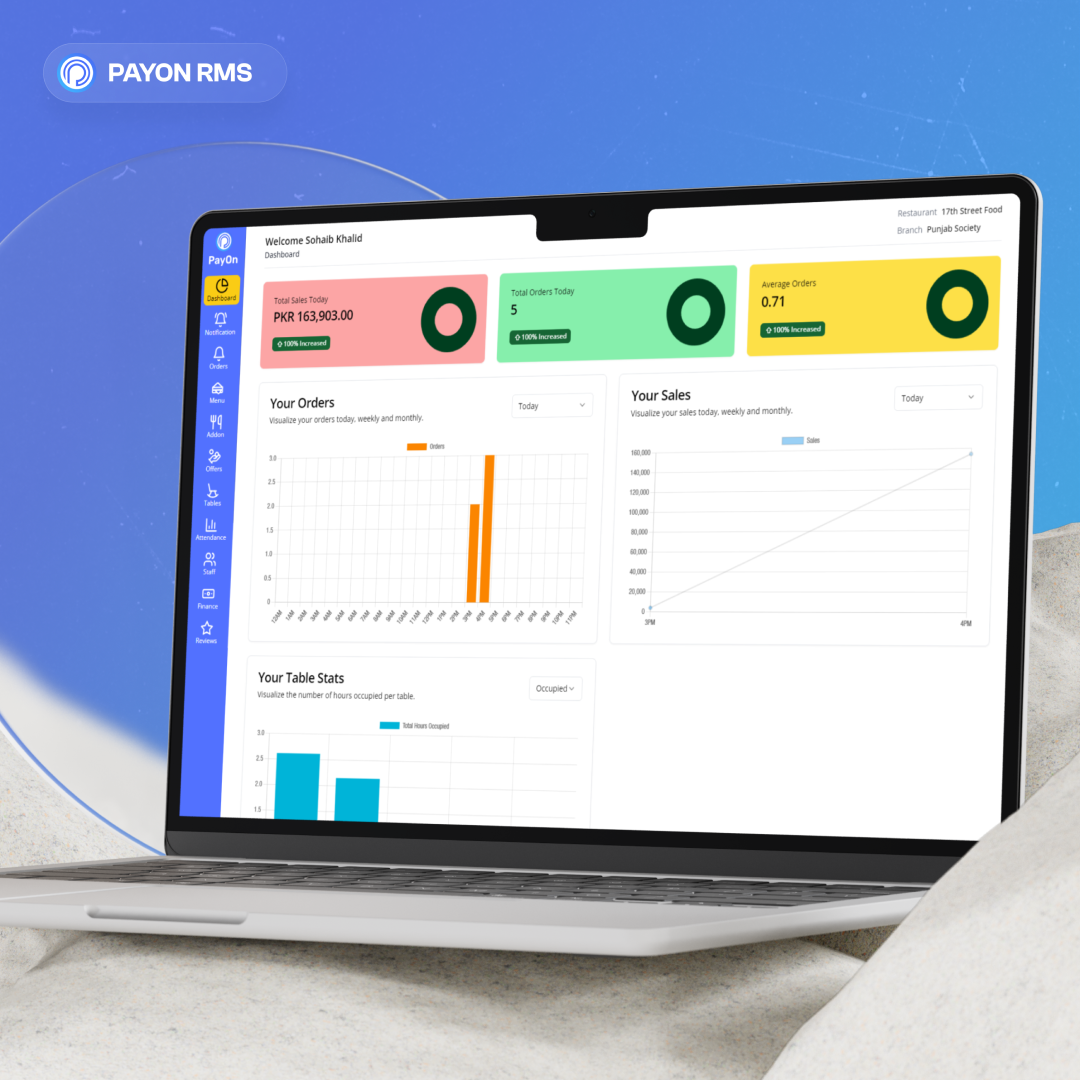 PAYON RMS
PayOn
Dashboard
Notification
Orders
Menu
Addon
Offers
Tables
Attendance
Staff
Finance
Reviews
Welcome Sohaib Khalid
Dashboard
Restaurant 17th Street Food
Branch Punjab Society
Total Sales Today
PKR 163,903.00
100% Increased
Total Orders Today
5
100% Increased
Average Orders
0.71
100% Increased
Your Orders
Visualize your orders today, weekly and monthly.
Today
Orders
3.0
2.5
2.0
1.5
1.0
0.5
0
12AM 1AM 2AM 3AM 4AM 5AM 6AM 7AM 8AM 9AM 10AM 11AM 12PM 1PM 2PM 3PM 4PM 5PM 6PM 7PM 8PM 9PM 10PM 11PM
Your Sales
Visualize your sales today, weekly and monthly.
Today
Sales
160,000
140,000
120,000
100,000
80,000
60,000
40,000
20,000
0
3PM 4PM
Your Table Stats
Visualize the number of hours occupied per table.
Occupied
Total Hours Occupied
3.0
2.5
2.0
1.5